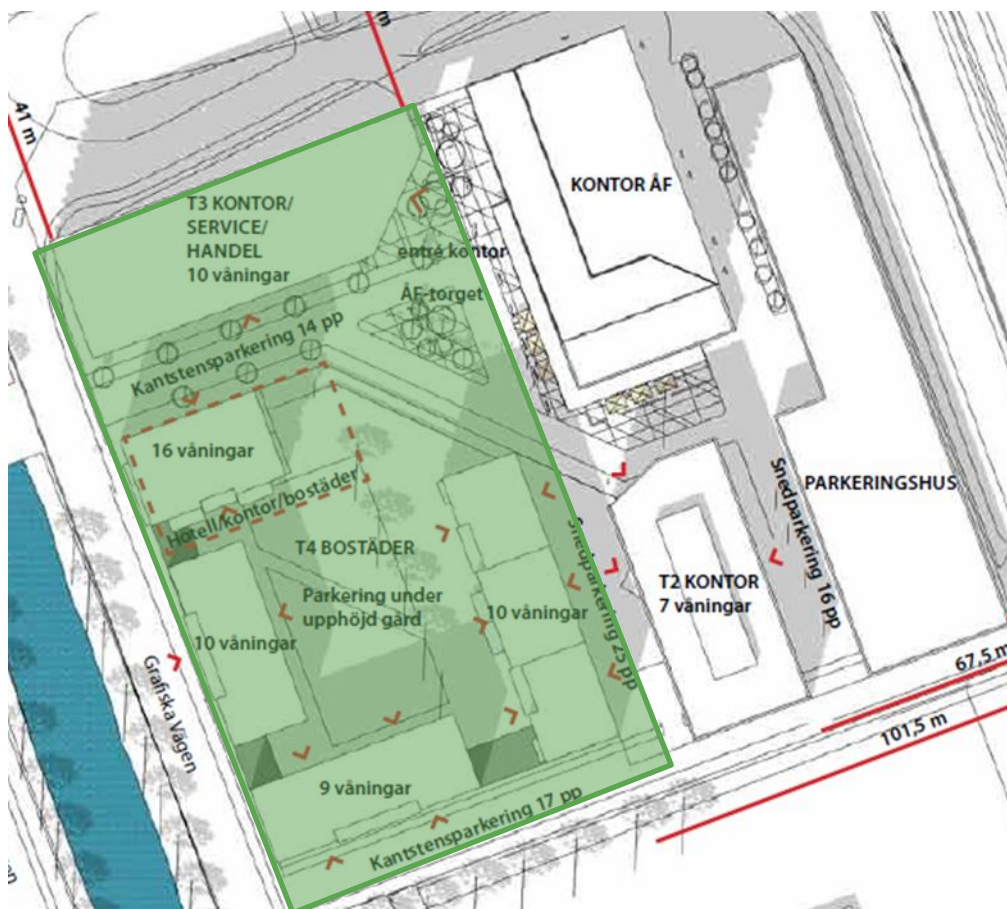 m
41 m
KONTOR ÅF
T3 KONTOR/
SERVICE/
HANDEL
10 våningar
entré kontor
ÅF-torget
Kantstensparkering 14 pp
16 våningar
Hotell/kontor/bostäder
T4 BOSTÄDER
Parkering under
upphöjd gård
10 våningar
10 våningar
Snedparkering 25 pp
T2 KONTOR
7 våningar
Snedparkering 16 pp
PARKERINGSHUS
Grafiska Vägen
9 våningar
Kantstensparkering 17 pp
67,5 m
101,5 m